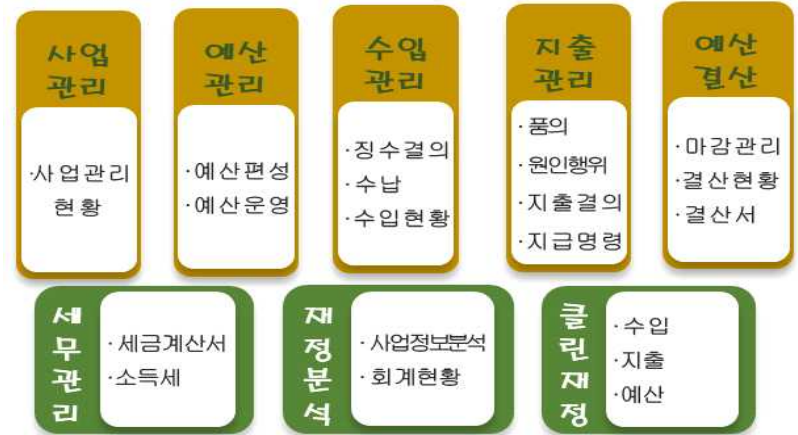 사업
관리
·사업관리
현황
예산
관리
·예산편성
·예산운영
수입
관리
·징수결의
·수납
·수입현황
지출
관리
·품의
·원인행위
·지출결의
·지급명령
예산
결산
·마감관리
·결산현황
·결산서
세
무
관
리
·세금계산서
·소득세
재
정
분
석
·사업정보분석
·회계현황
클
린
재
정
·수입
·지출
·예산